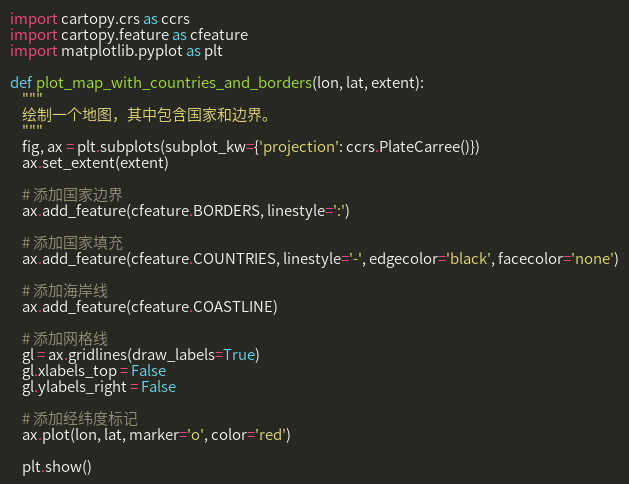 import cartopy.crs as ccrs
import cartopy.feature as cfeature
import matplotlib.pyplot as plt

def plot_map_with_countries_and_borders(lon, lat, extent):
    """
    绘制一个地图，其中包含国家和边界。
    """
    fig, ax = plt.subplots(subplot_kw={'projection': ccrs.PlateCarree()})
    ax.set_extent(extent)

    # 添加国家边界
    ax.add_feature(cfeature.BORDERS, linestyle=':')

    # 添加国家填充
    ax.add_feature(cfeature.COUNTRIES, linestyle='-', edgecolor='black', facecolor='none')

    # 添加海岸线
    ax.add_feature(cfeature.COASTLINE)

    # 添加网格线
    gl = ax.gridlines(draw_labels=True)
    gl.xlabels_top = False
    gl.ylabels_right = False

    # 添加经纬度标记
    ax.plot(lon, lat, marker='o', color='red')

    plt.show()